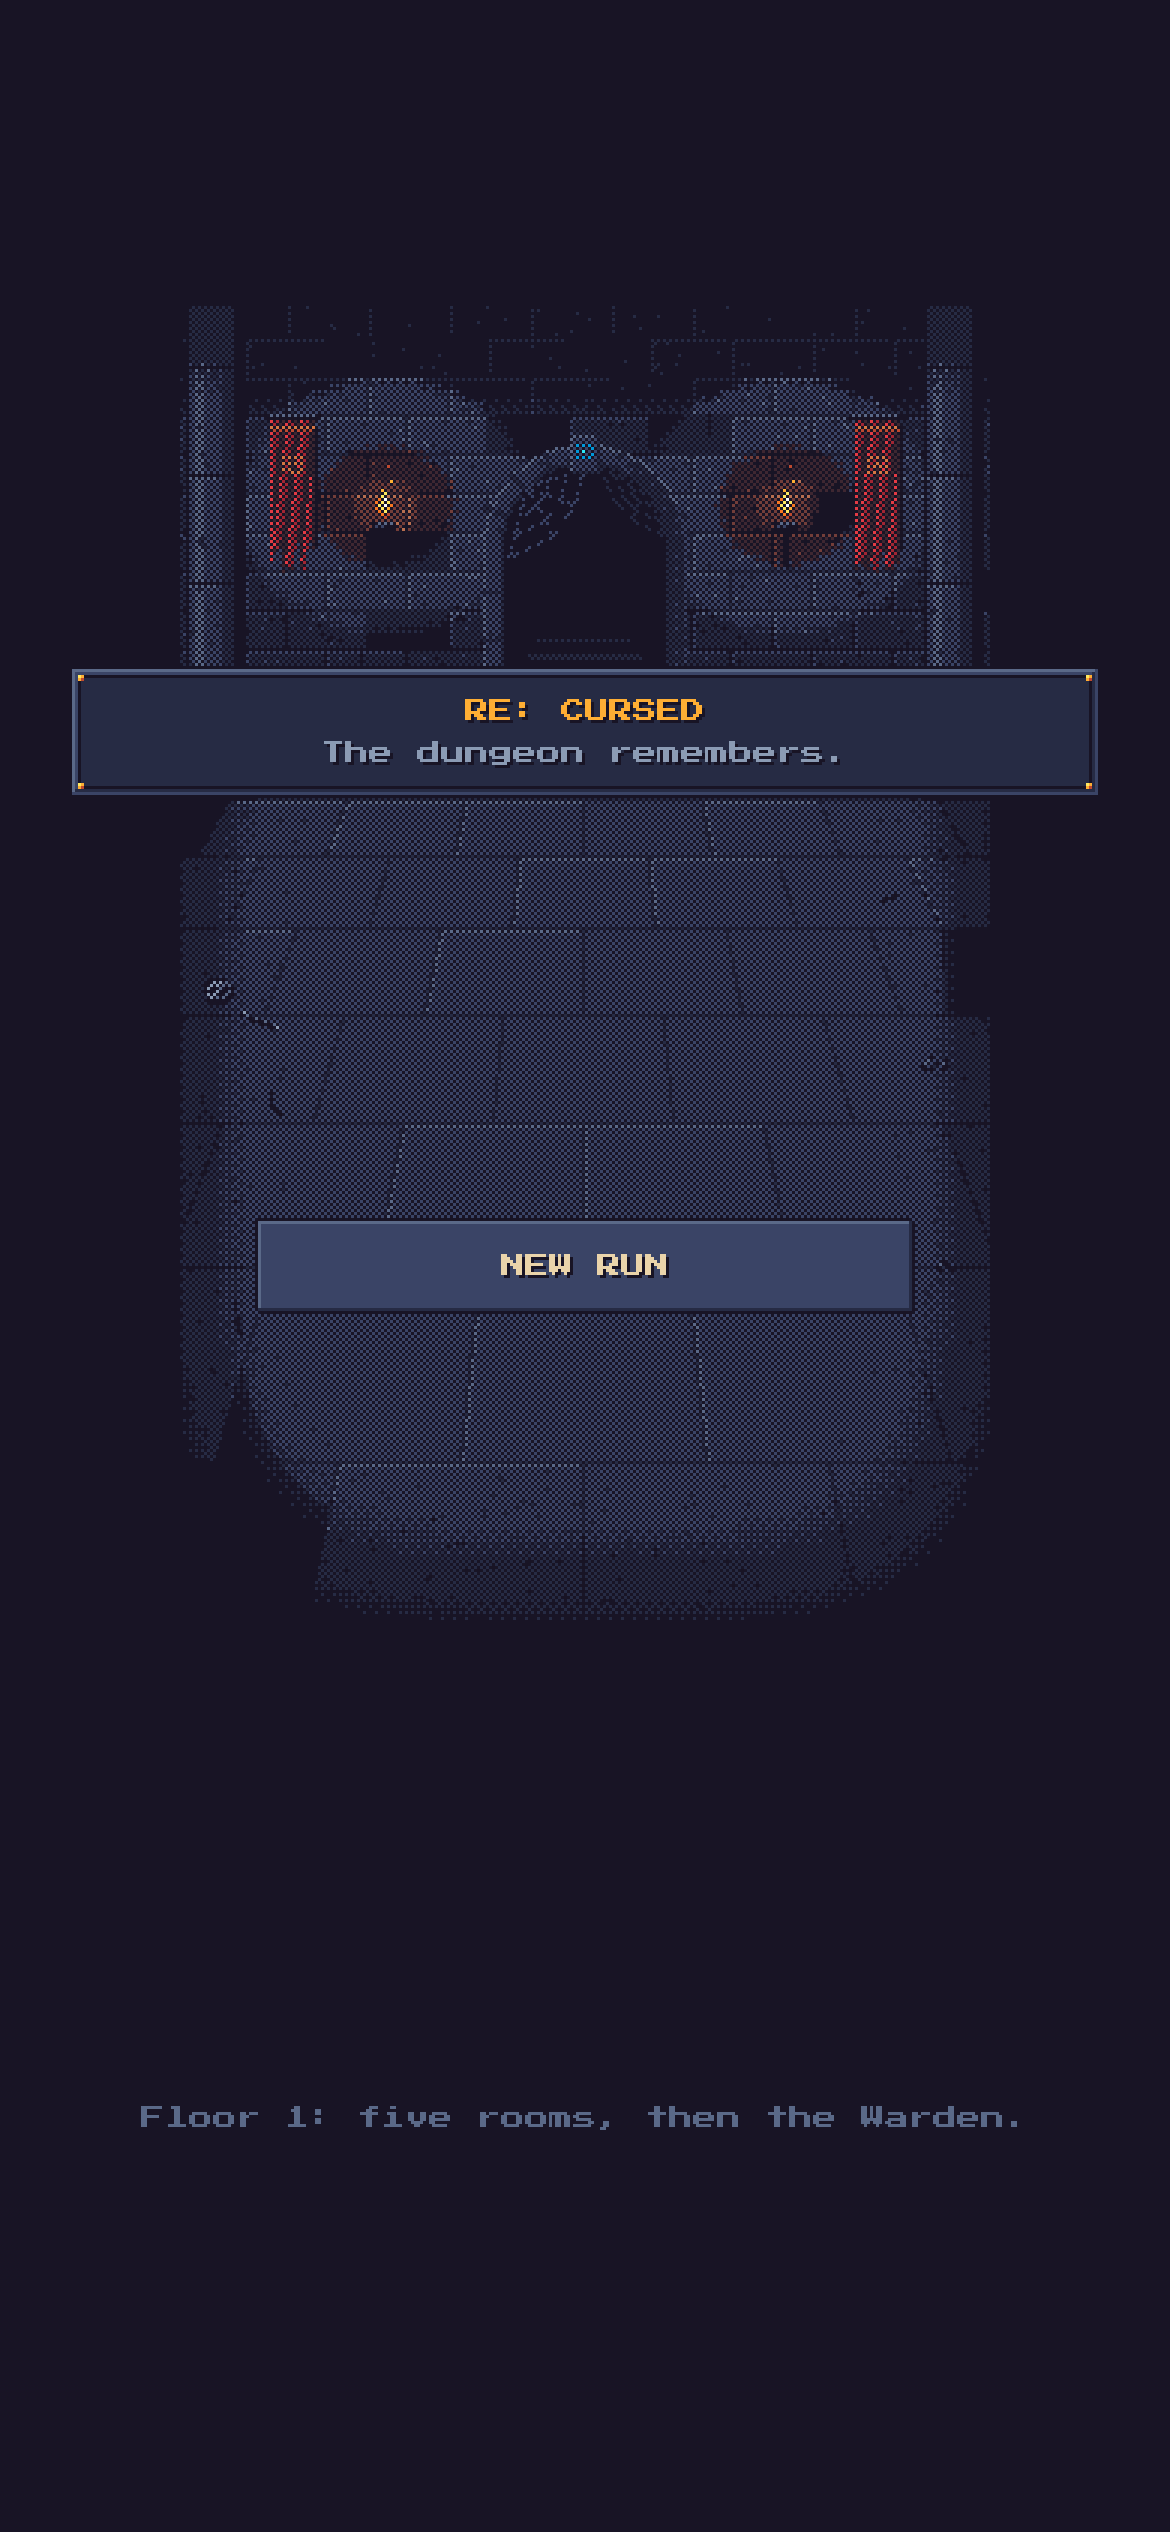 RE: CURSED
The dungeon remembers.
NEW RUN
Floor 1: five rooms, then the Warden.